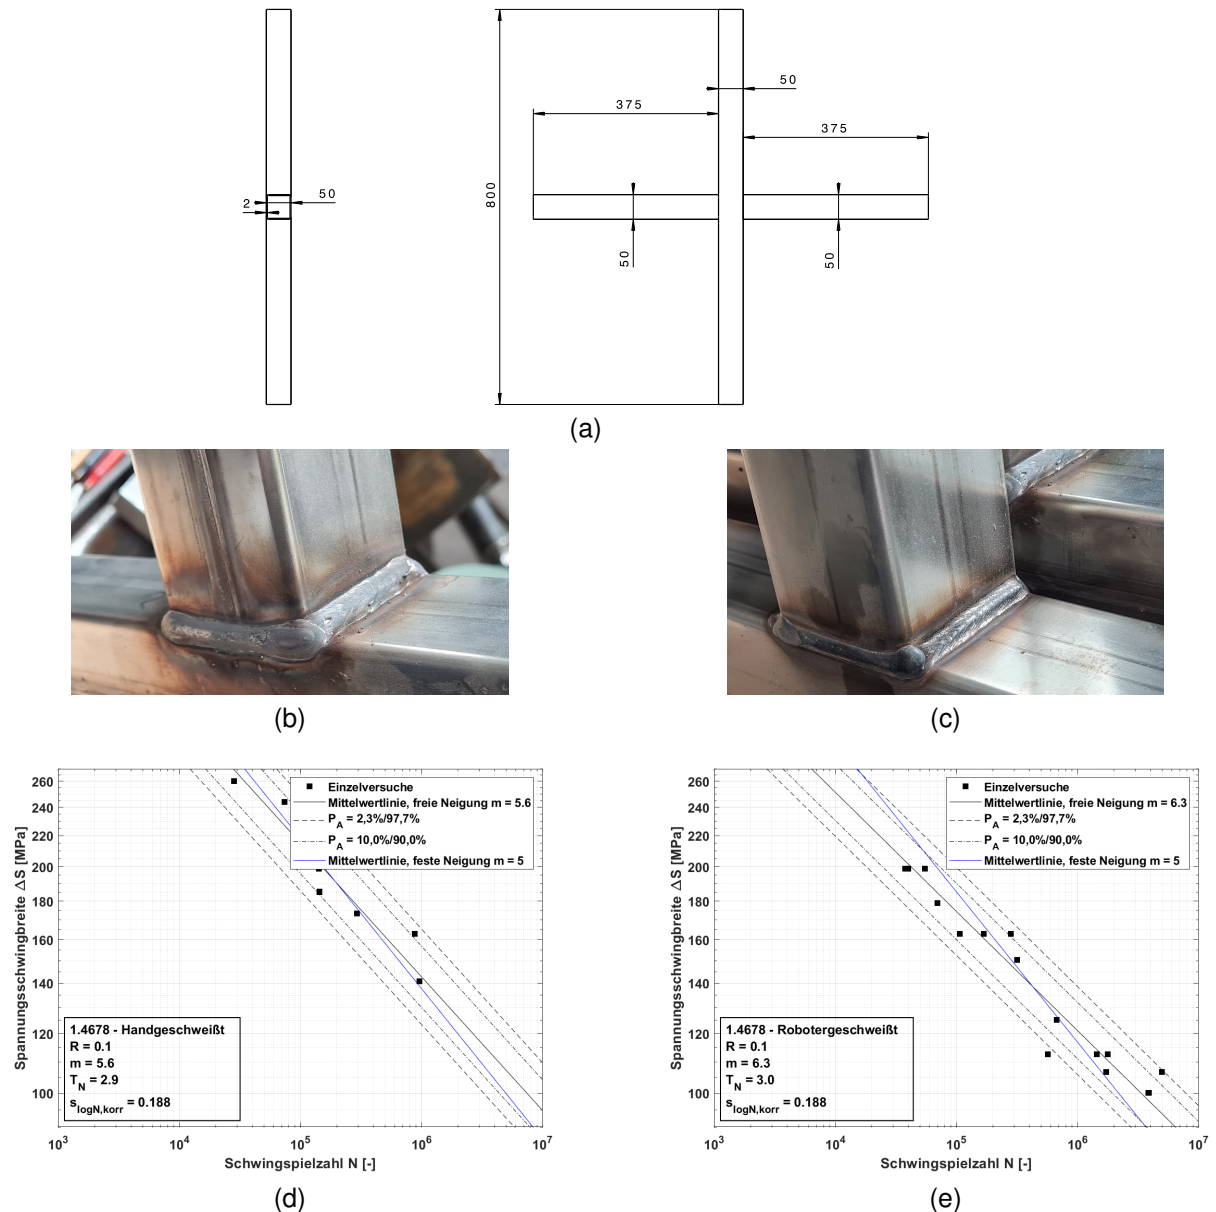 50
375
375
800
2
50
50
50
(a)
(b)
(c)
260
240
220
200
180
160
140
120
100
Spannungsschwingbreite △S [MPa]
Einzelversuche
Mittelwertlinie, freie Neigung m = 5.6
P_A = 2,3%/97,7%
P_A = 10,0%/90,0%
Mittelwertlinie, feste Neigung m = 5
1.4678 - Handgeschweißt
R = 0.1
m = 5.6
T_N = 2.9
s_logN,korr = 0.188
10^3 10^4 10^5 10^6 10^7
Schwingspielzahl N [-]
(d)
260
240
220
200
180
160
140
120
100
Spannungsschwingbreite △S [MPa]
Einzelversuche
Mittelwertlinie, freie Neigung m = 6.3
P_A = 2,3%/97,7%
P_A = 10,0%/90,0%
Mittelwertlinie, feste Neigung m = 5
1.4678 - Robotergeschweißt
R = 0.1
m = 6.3
T_N = 3.0
s_logN,korr = 0.188
10^3 10^4 10^5 10^6 10^7
Schwingspielzahl N [-]
(e)